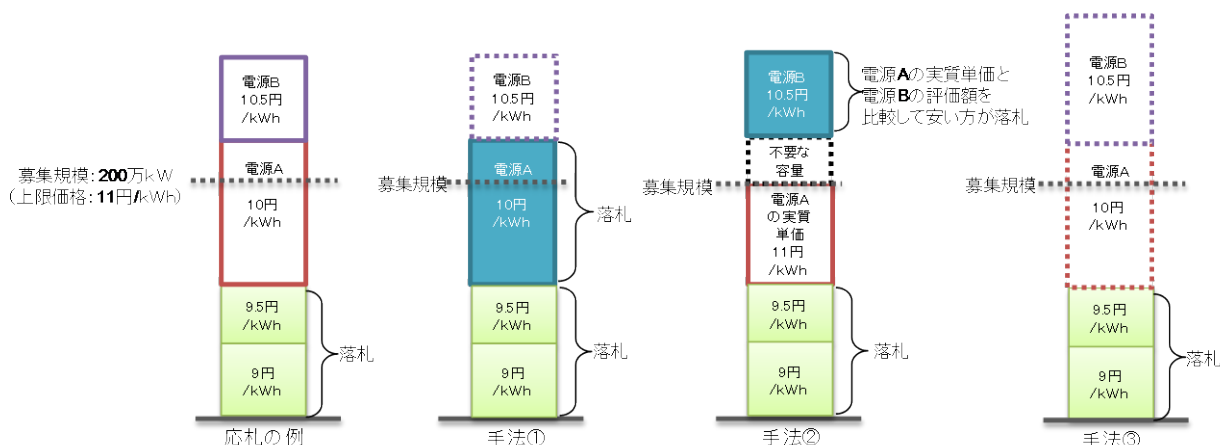 募集規模：200万kW
（上限価格：11円/kWh）
電源B
10.5円
/kWh
電源A
10円
/kWh
9.5円
/kWh
9円
/kWh
落札
応札の例
募集規模
電源B
10.5円
/kWh
電源A
10円
/kWh
落札
9.5円
/kWh
9円
/kWh
落札
手法①
募集規模
電源B
10.5円
/kWh
電源Aの実質単価と
電源Bの評価額を
比較して安い方が落札
不要な
容量
電源A
の実質
単価
11円
/kWh
9.5円
/kWh
9円
/kWh
落札
手法②
募集規模
電源B
10.5円
/kWh
電源A
10円
/kWh
9.5円
/kWh
9円
/kWh
落札
手法③